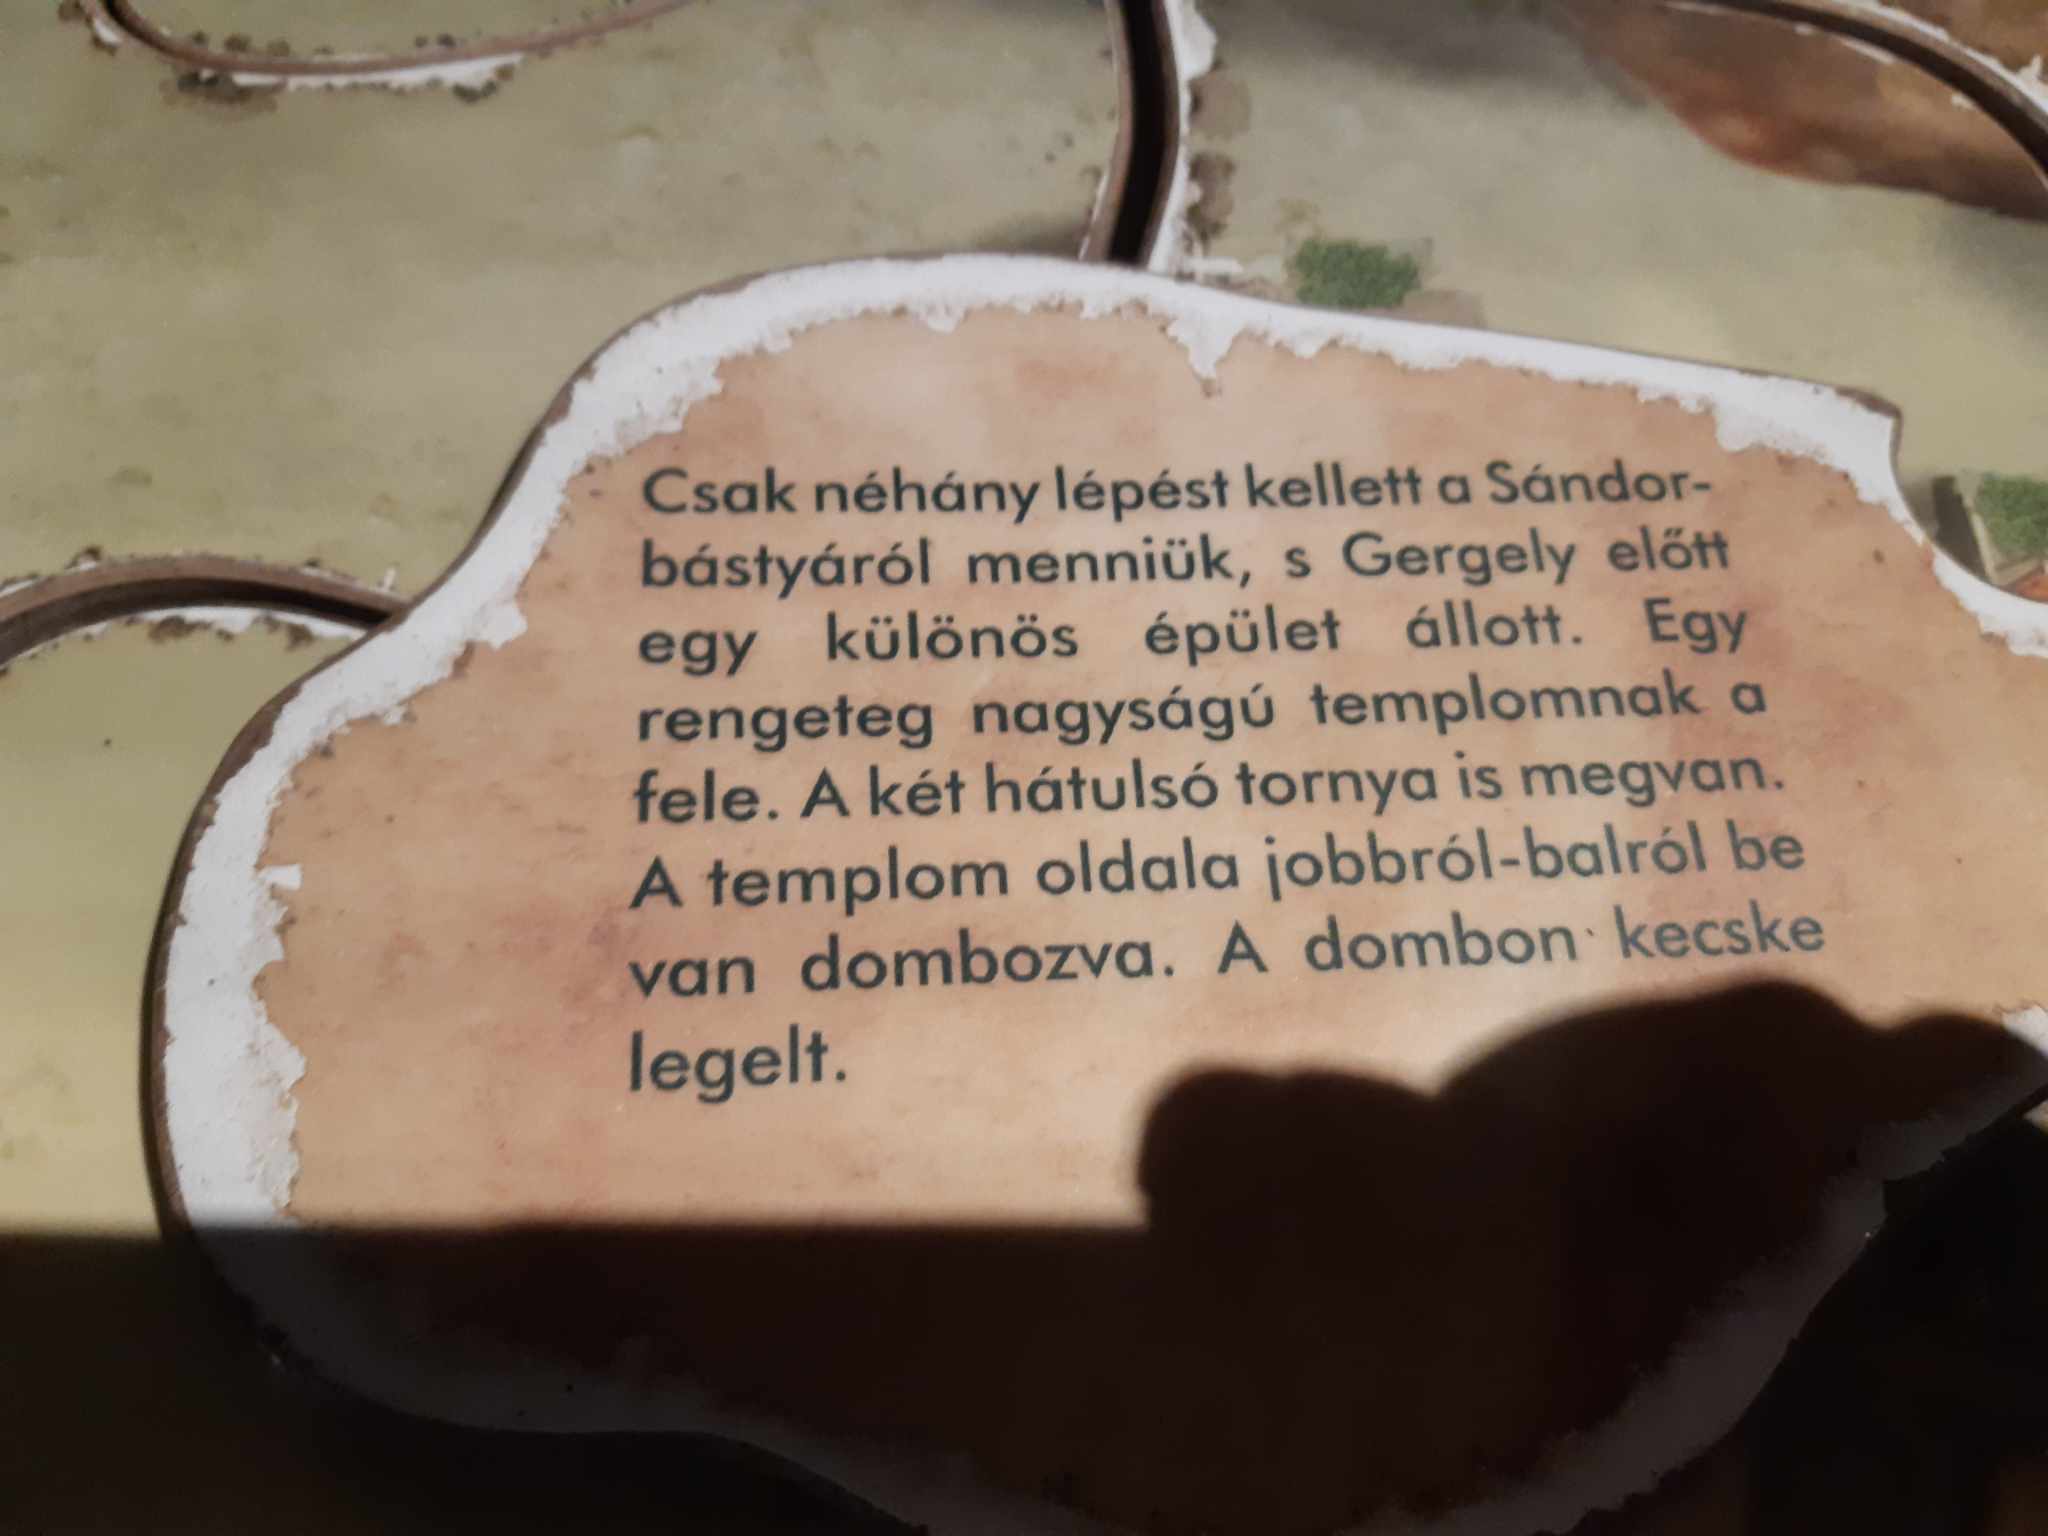 Csak néhány lépést kellett a Sándor-
bástyáról menniük, s Gergely előtt
egy különös épület állott. Egy
rengeteg nagyságú templomnak a
fele. A két hátulsó tornya is megvan.
A templom oldala jobbról-balról be
van dombozva. A dombon kecske
legelt.